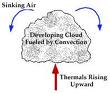 Sinking Air
Developing Cloud
Fueled by Convection
Thermals Rising
Upward